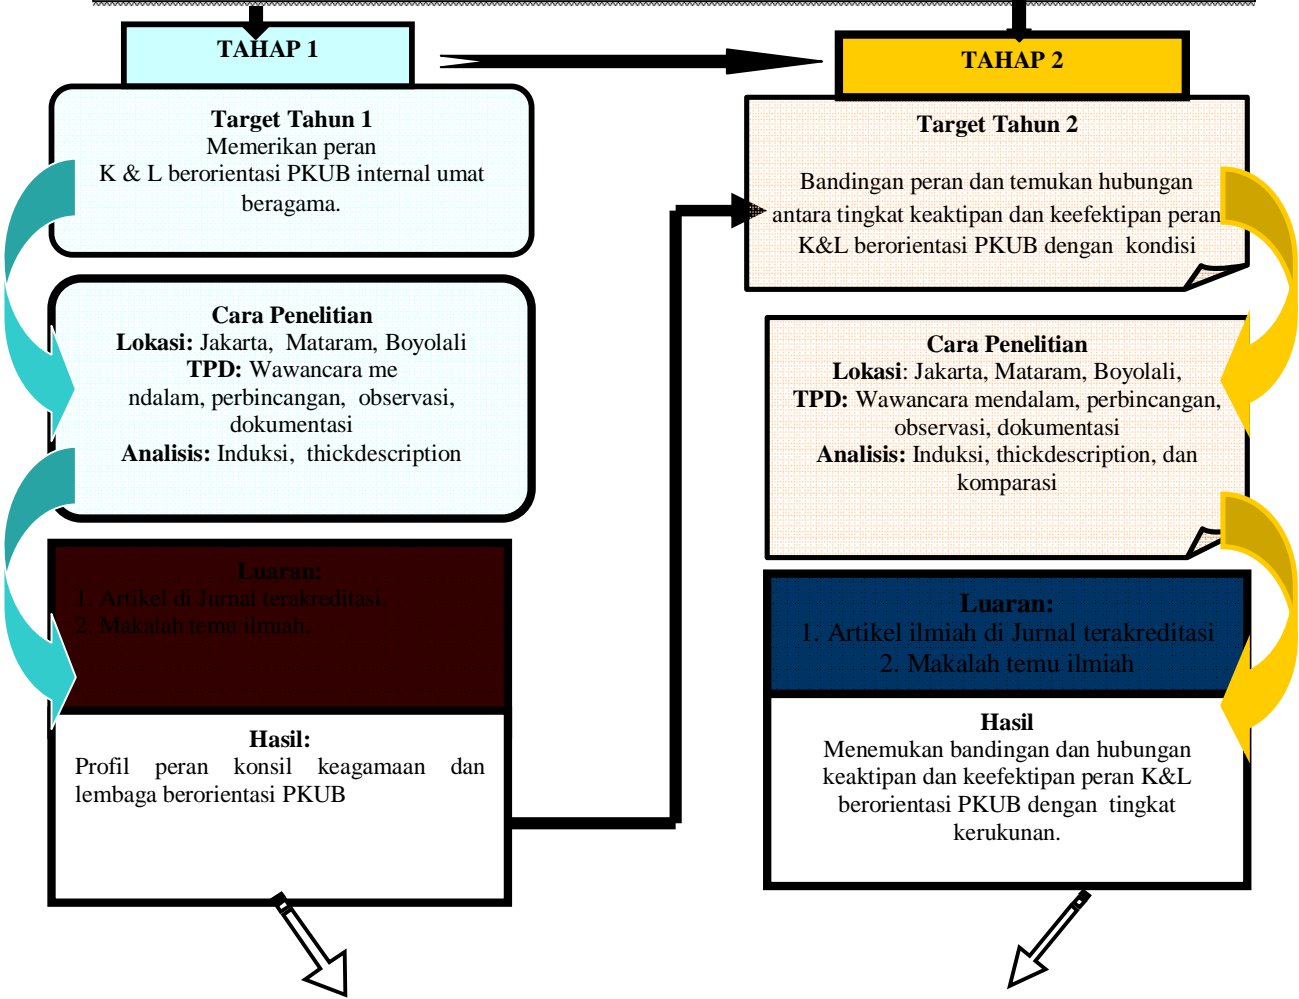 TAHAP 1
Target Tahun 1
Memerikan peran
K & L berorientasi PKUB internal umat
beragama.
Cara Penelitian
Lokasi: Jakarta, Mataram, Boyolali
TPD: Wawancara me
ndalam, perbincangan, observasi,
dokumentasi
Analisis: Induksi, thickdescription
Luaran:
1. Artikel di Jurnal terakreditasi.
2. Makalah temu ilmiah.
Hasil:
Profil peran konsil keagamaan dan
lembaga berorientasi PKUB
TAHAP 2
Target Tahun 2
Bandingan peran dan temukan hubungan
antara tingkat keaktipan dan keefektipan peran
K&L berorientasi PKUB dengan kondisi
Cara Penelitian
Lokasi: Jakarta, Mataram, Boyolali,
TPD: Wawancara mendalam, perbincangan,
observasi, dokumentasi
Analisis: Induksi, thickdescription, dan
komparasi
Luaran:
1. Artikel ilmiah di Jurnal terakreditasi
2. Makalah temu ilmiah
Hasil
Menemukan bandingan dan hubungan
keaktipan dan keefektipan peran K&L
berorientasi PKUB dengan tingkat
kerukunan.